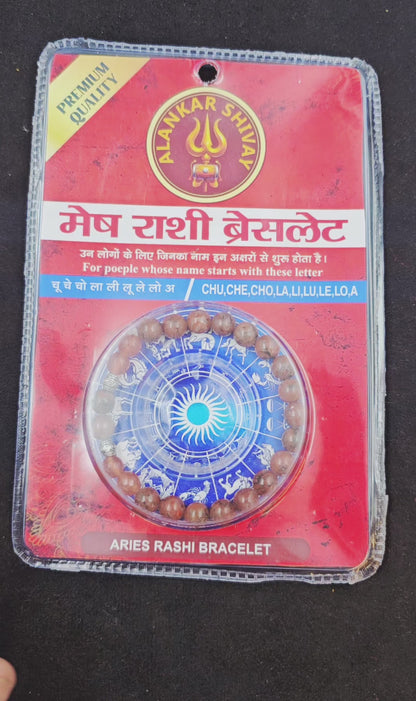 PREMIUM
QUALITY
ALANKAR SHIVAY
मेष राशी ब्रेसलेट
उन लोगों के लिए जिनका नाम इन अक्षरों से शुरू होता है।
For poeple whose name starts with these letter
चू चे चो ला ली लू ले लो अ / CHU,CHE,CHO,LA,LI,LU,LE,LO,A
ARIES RASHI BRACELET